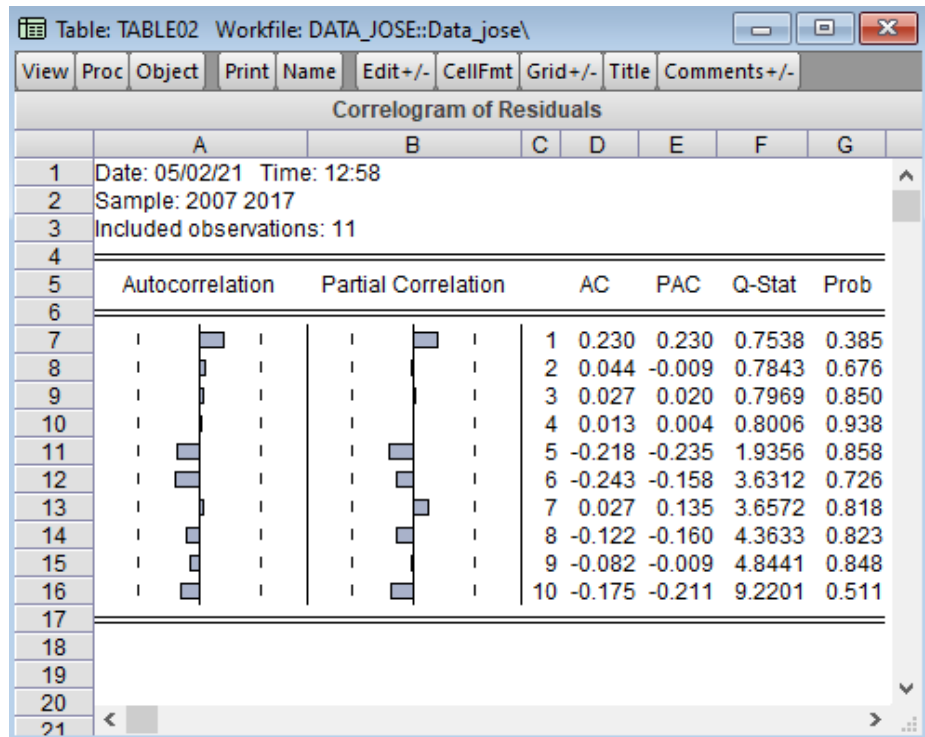 Table: TABLE02 Workfile: DATA_JOSE::Data_jose\
View Proc Object Print Name Edit+/- CellFmt Grid+/- Title Comments+/-
Correlogram of Residuals
A B C D E F G
1 Date: 05/02/21 Time: 12:58
2 Sample: 2007 2017
3 Included observations: 11
4
5 Autocorrelation Partial Correlation AC PAC Q-Stat Prob
6
7 1 0.230 0.230 0.7538 0.385
8 2 0.044 -0.009 0.7843 0.676
9 3 0.027 0.020 0.7969 0.850
10 4 0.013 0.004 0.8006 0.938
11 5 -0.218 -0.235 1.9356 0.858
12 6 -0.243 -0.158 3.6312 0.726
13 7 0.027 0.135 3.6572 0.818
14 8 -0.122 -0.160 4.3633 0.823
15 9 -0.082 -0.009 4.8441 0.848
16 10 -0.175 -0.211 9.2201 0.511
17
18
19
20
21